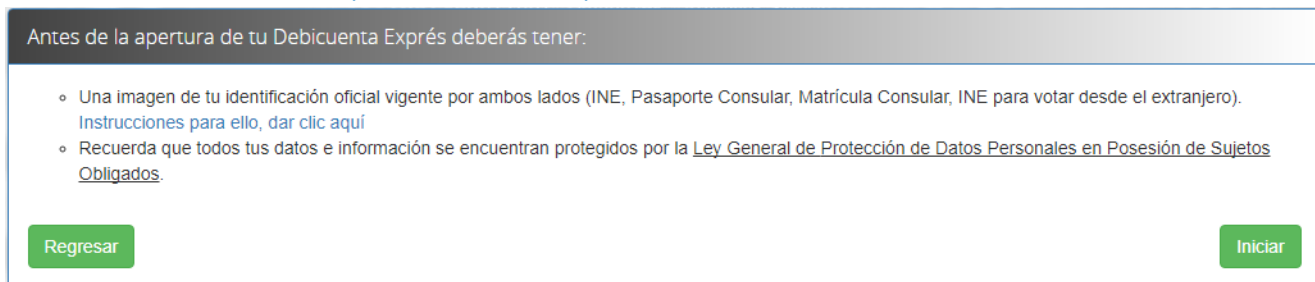 Antes de la apertura de tu Debicuenta Exprés deberás tener:
Una imagen de tu identificación oficial vigente por ambos lados (INE, Pasaporte Consular, Matrícula Consular, INE para votar desde el extranjero).
Instrucciones para ello, dar clic aquí
Recuerda que todos tus datos e información se encuentran protegidos por la Ley General de Protección de Datos Personales en Posesión de Sujetos
Obligados.
Regresar
Iniciar